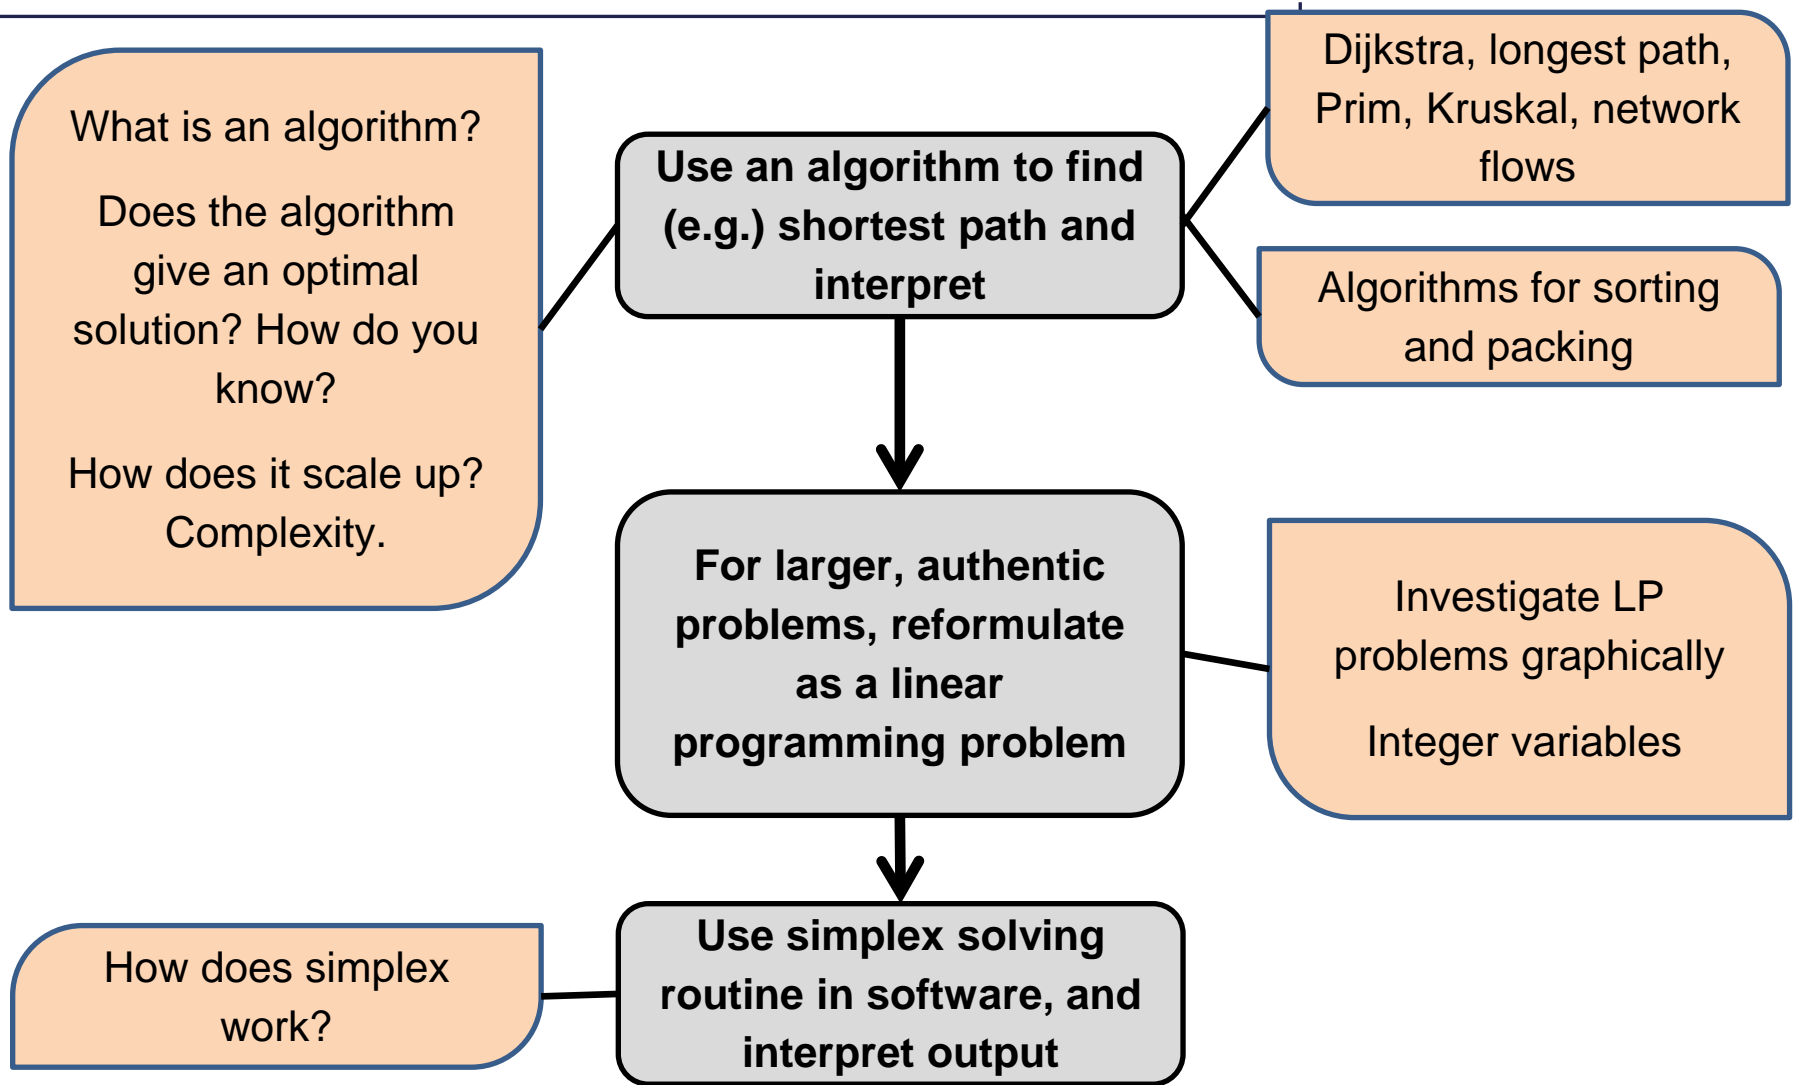 What is an algorithm?
Does the algorithm
give an optimal
solution? How do you
know?
How does it scale up?
Complexity.
Use an algorithm to find
(e.g.) shortest path and
interpret
Dijkstra, longest path,
Prim, Kruskal, network
flows
Algorithms for sorting
and packing
For larger, authentic
problems, reformulate
as a linear
programming problem
Investigate LP
problems graphically
Integer variables
How does simplex
work?
Use simplex solving
routine in software, and
interpret output